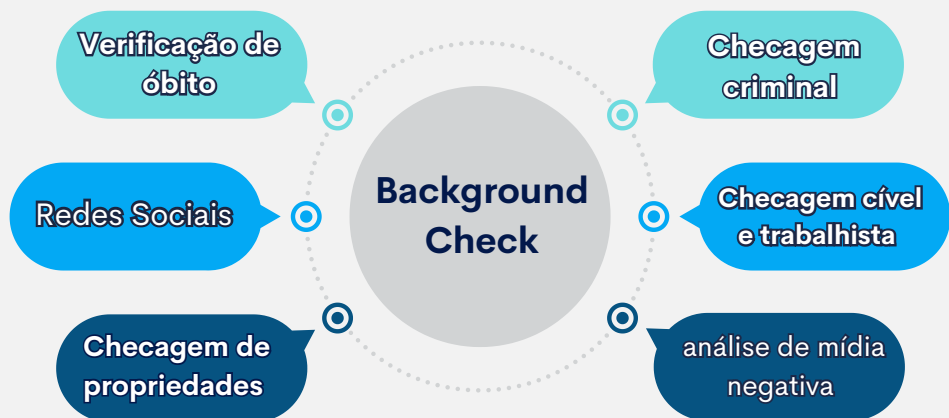 Verificação de
óbito
Checagem
criminal
Redes Sociais
Background
Check
Checagem cível
e trabalhista
Checagem de
propriedades
análise de mídia
negativa